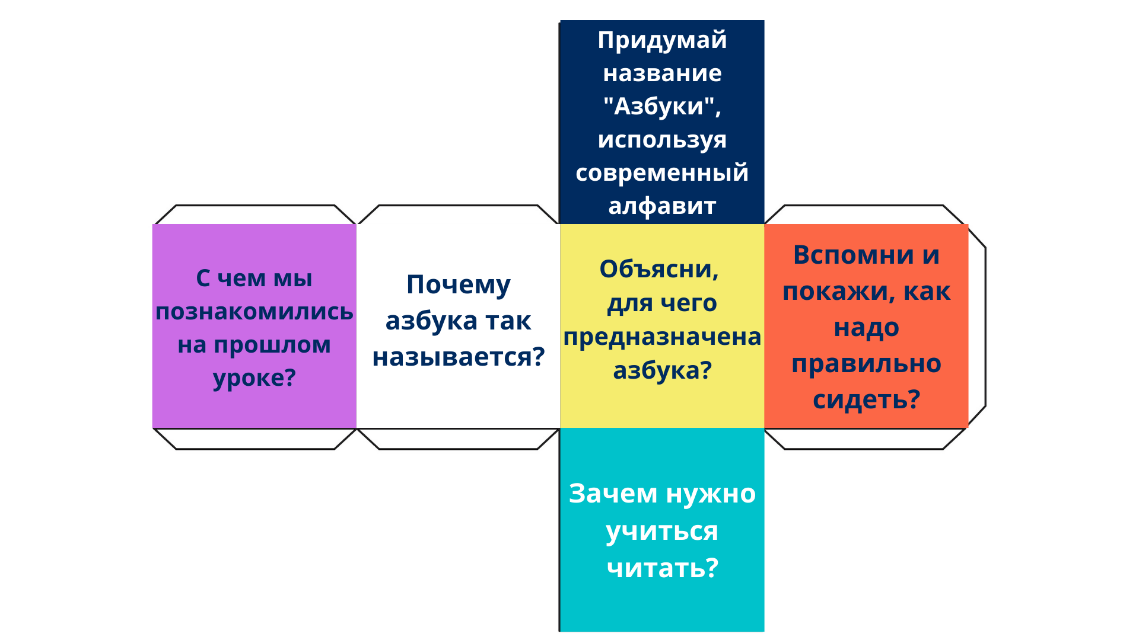 Придумай
название
"Азбуки",
используя
современный
алфавит
С чем мы
познакомились
на прошлом
уроке?
Почему
азбука так
называется?
Объясни,
для чего
предназначена
азбука?
Вспомни и
покажи, как
надо
правильно
сидеть?
Зачем нужно
учиться
читать?